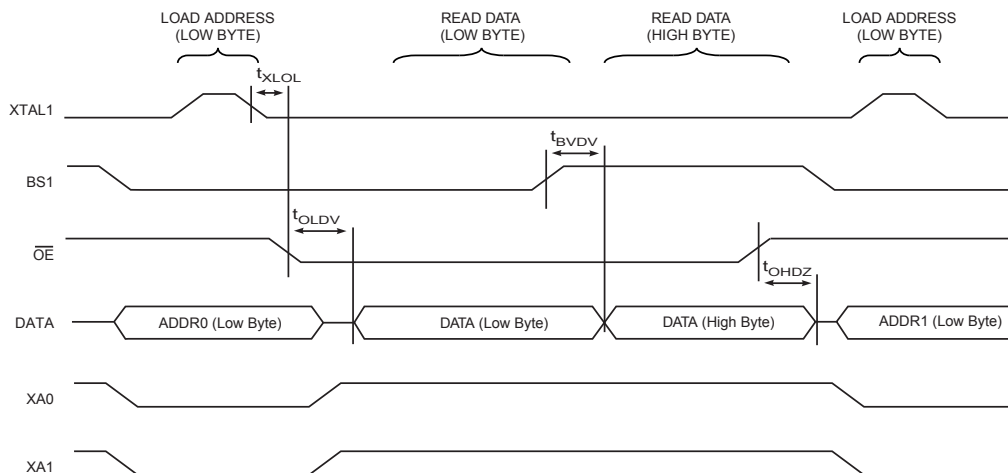 LOAD ADDRESS
(LOW BYTE)
READ DATA
(LOW BYTE)
READ DATA
(HIGH BYTE)
LOAD ADDRESS
(LOW BYTE)
tXLOL
XTAL1
tBVDV
BS1
tOLDV
OE
tOHDZ
DATA
ADDR0 (Low Byte)
DATA (Low Byte)
DATA (High Byte)
ADDR1 (Low Byte)
XA0
XA1